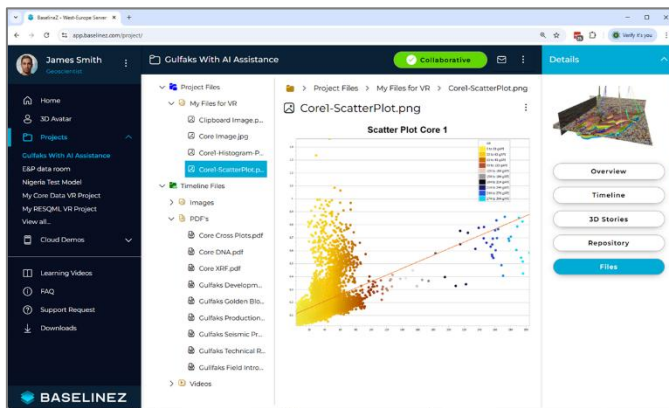 BaselineZ - West Europe Server
app.baselinez.com/project/
Verify it's you
James Smith
Geoscientist
Home
3D Avatar
Projects
Gulfaks With AI Assistance
E&P data room
Nigeria Test Model
My Core Data VR Project
My RESQML VR Project
View all...
Cloud Demos
Learning Videos
FAQ
Support Request
Downloads
BASELINEZ
Gulfaks With AI Assistance
Collaborative
Project Files
My Files for VR
Clipboard Image.p...
Core Image.jpg
Core1-Histogram-P...
Core1-ScatterPlot.p...
Timeline Files
Images
PDF's
Core Cross Plots.pdf
Core DNA.pdf
Core XRF.pdf
Gulfaks Developm...
Gulfaks Golden Blo...
Gulfaks Production...
Gulfaks Seismic Pr...
Gulfaks Technical R...
Gullfaks Field Intro...
Videos
> Project Files > My Files for VR > Core1-ScatterPlot.png
Core1-ScatterPlot.png
Scatter Plot Core 1
Details
Overview
Timeline
3D Stories
Repository
Files